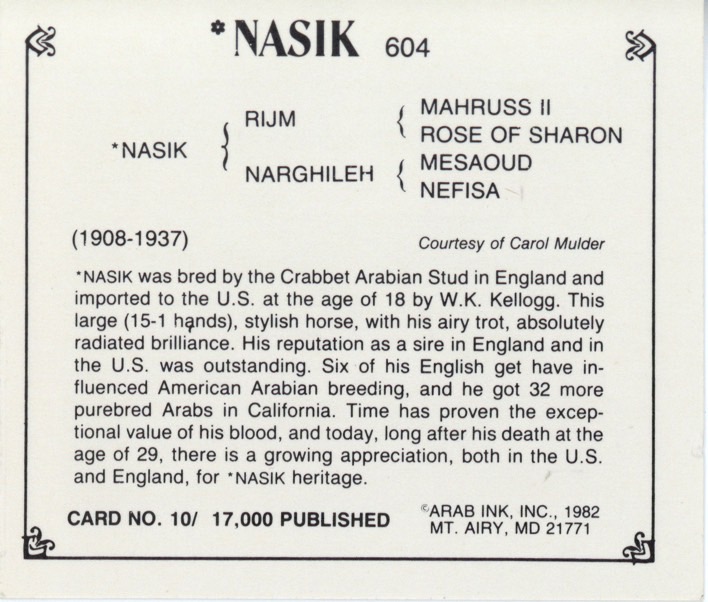 *NASIK 604
MAHRUSS II
RIJM
ROSE OF SHARON
*NASIK
MESAOUD
NARGHILEH
NEFISA
(1908-1937)
Courtesy of Carol Mulder
*NASIK was bred by the Crabbet Arabian Stud in England and
imported to the U.S. at the age of 18 by W.K. Kellogg. This
large (15-1 hands), stylish horse, with his airy trot, absolutely
radiated brilliance. His reputation as a sire in England and in
the U.S. was outstanding. Six of his English get have in-
fluenced American Arabian breeding, and he got 32 more
purebred Arabs in California. Time has proven the excep-
tional value of his blood, and today, long after his death at the
age of 29, there is a growing appreciation, both in the U.S.
and England, for *NASIK heritage.
CARD NO. 10/ 17,000 PUBLISHED
©ARAB INK, INC., 1982
MT. AIRY, MD 21771